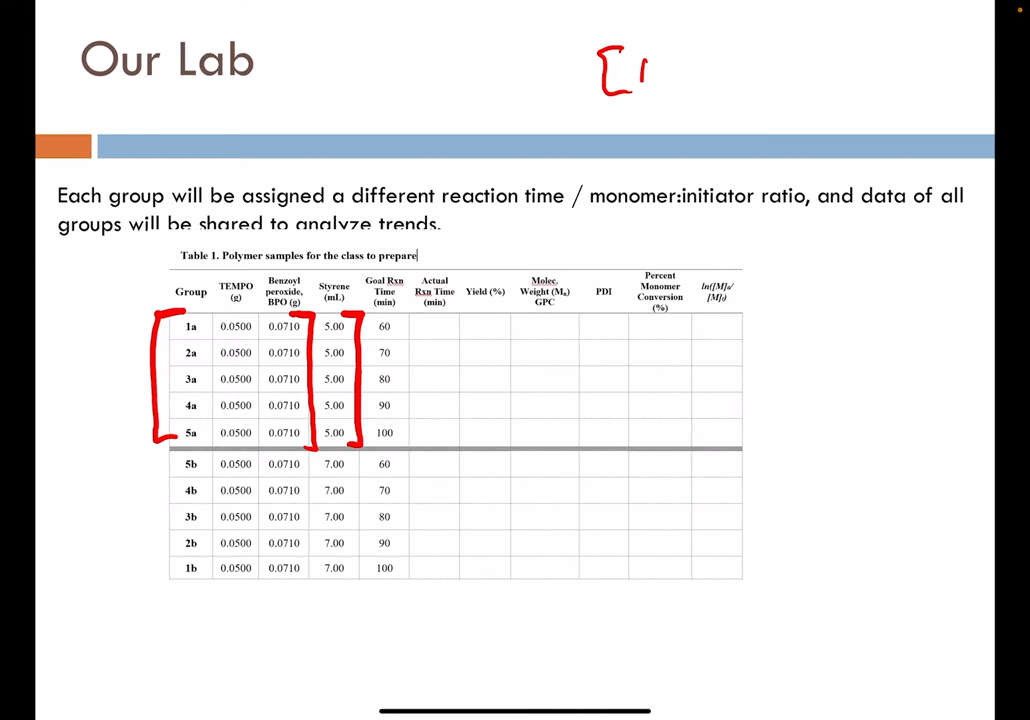 Our Lab
Each group will be assigned a different reaction time / monomer:initiator ratio, and data of all
groups will be shared to analyze trends.
Table 1. Polymer samples for the class to prepare
Group TEMPO (g) Benzoyl peroxide, BPO (g) Styrene (mL) Goal Rxn Time (min) Actual Rxn Time (min) Yield (%) Molec. Weight (Mn) GPC PDI Percent Monomer Conversion (%) ln([M]0/[M]t)
1a 0.0500 0.0710 5.00 60
2a 0.0500 0.0710 5.00 70
3a 0.0500 0.0710 5.00 80
4a 0.0500 0.0710 5.00 90
5a 0.0500 0.0710 5.00 100
5b 0.0500 0.0710 7.00 60
4b 0.0500 0.0710 7.00 70
3b 0.0500 0.0710 7.00 80
2b 0.0500 0.0710 7.00 90
1b 0.0500 0.0710 7.00 100